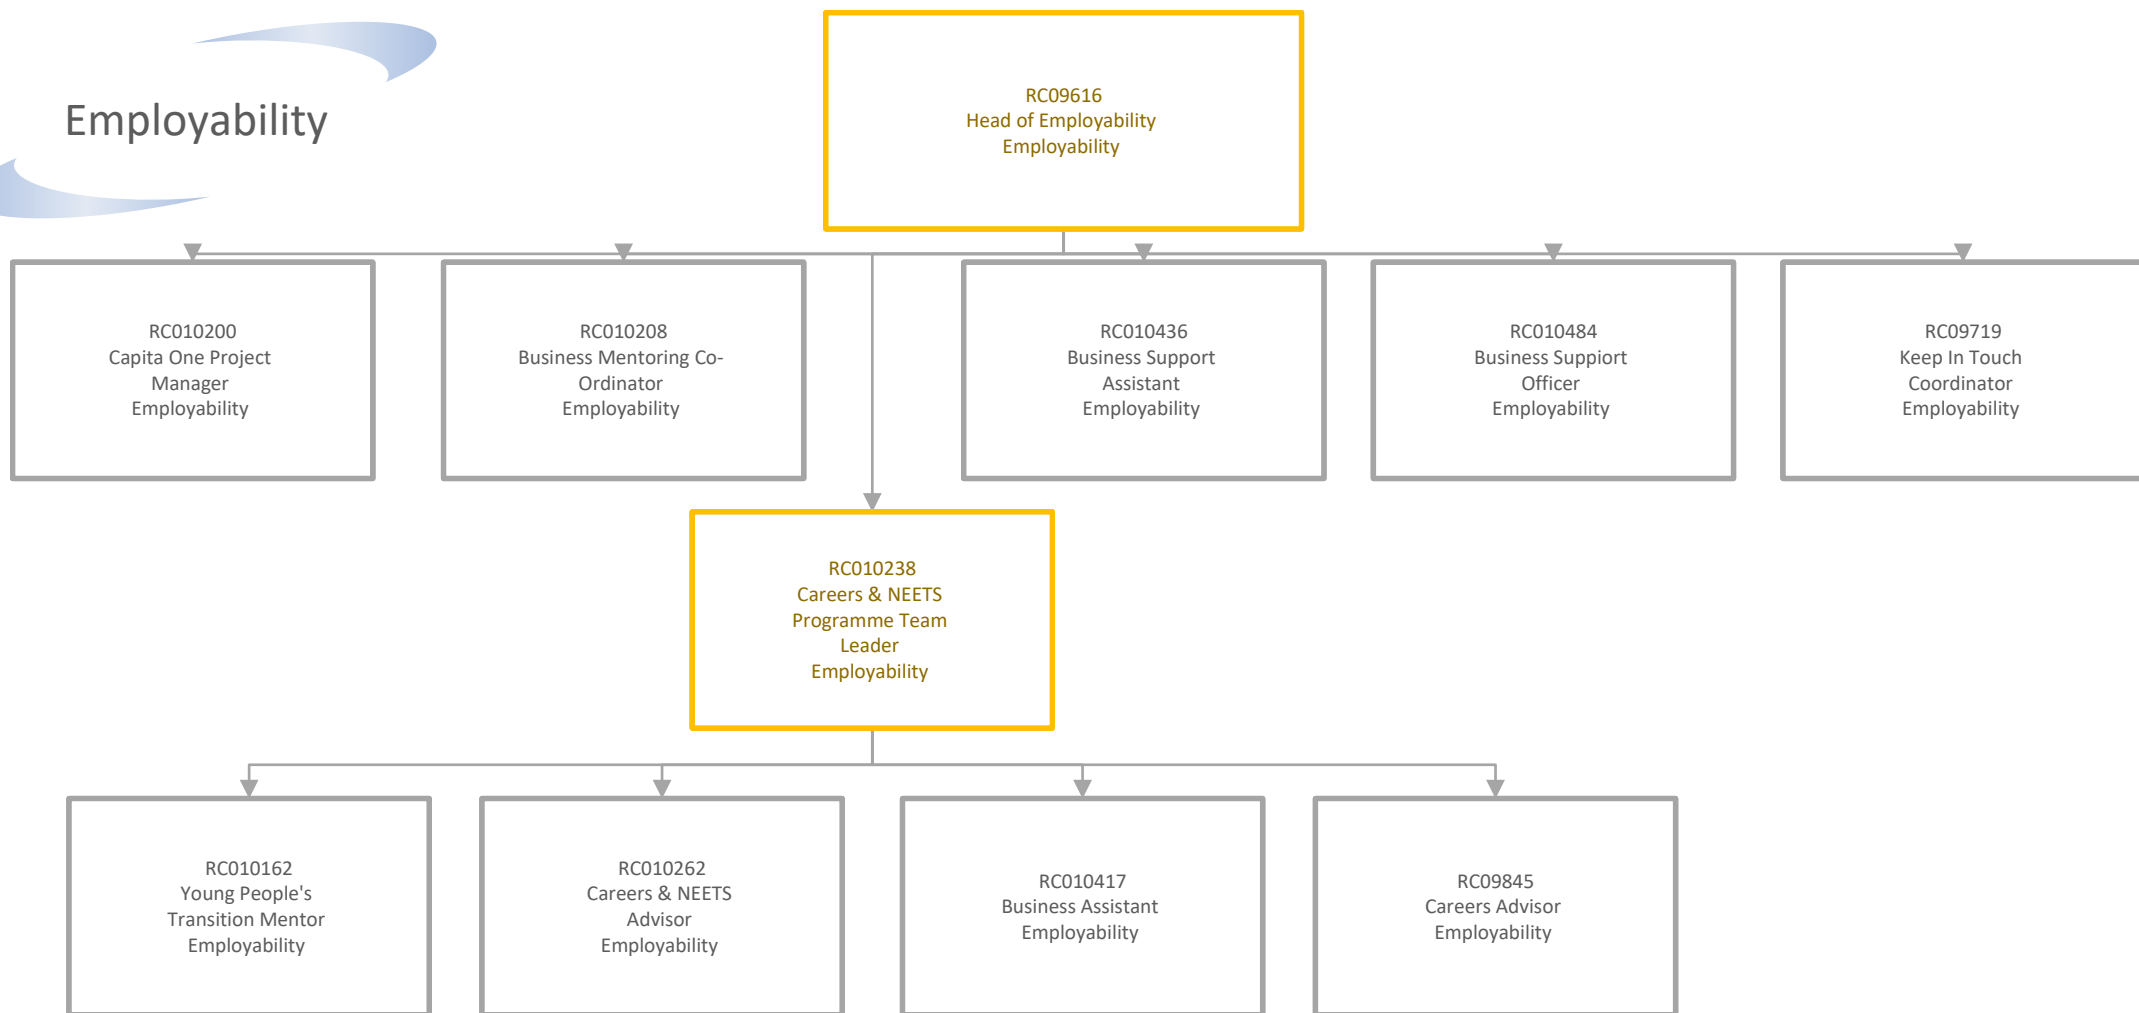 Employability
RC09616
Head of Employability
Employability
RC010200
Capita One Project
Manager
Employability
RC010208
Business Mentoring Co-
Ordinator
Employability
RC010436
Business Support
Assistant
Employability
RC010484
Business Suppiort
Officer
Employability
RC09719
Keep In Touch
Coordinator
Employability
RC010238
Careers & NEETS
Programme Team
Leader
Employability
RC010162
Young People's
Transition Mentor
Employability
RC010262
Careers & NEETS
Advisor
Employability
RC010417
Business Assistant
Employability
RC09845
Careers Advisor
Employability